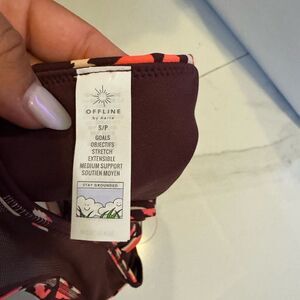 OFFLINE
by Aerie
S/P
GOALS
OBJECTIFS
STRETCH
EXTENSIBLE
MEDIUM SUPPORT
SOUTIEN MOYEN
STAY GROUNDED